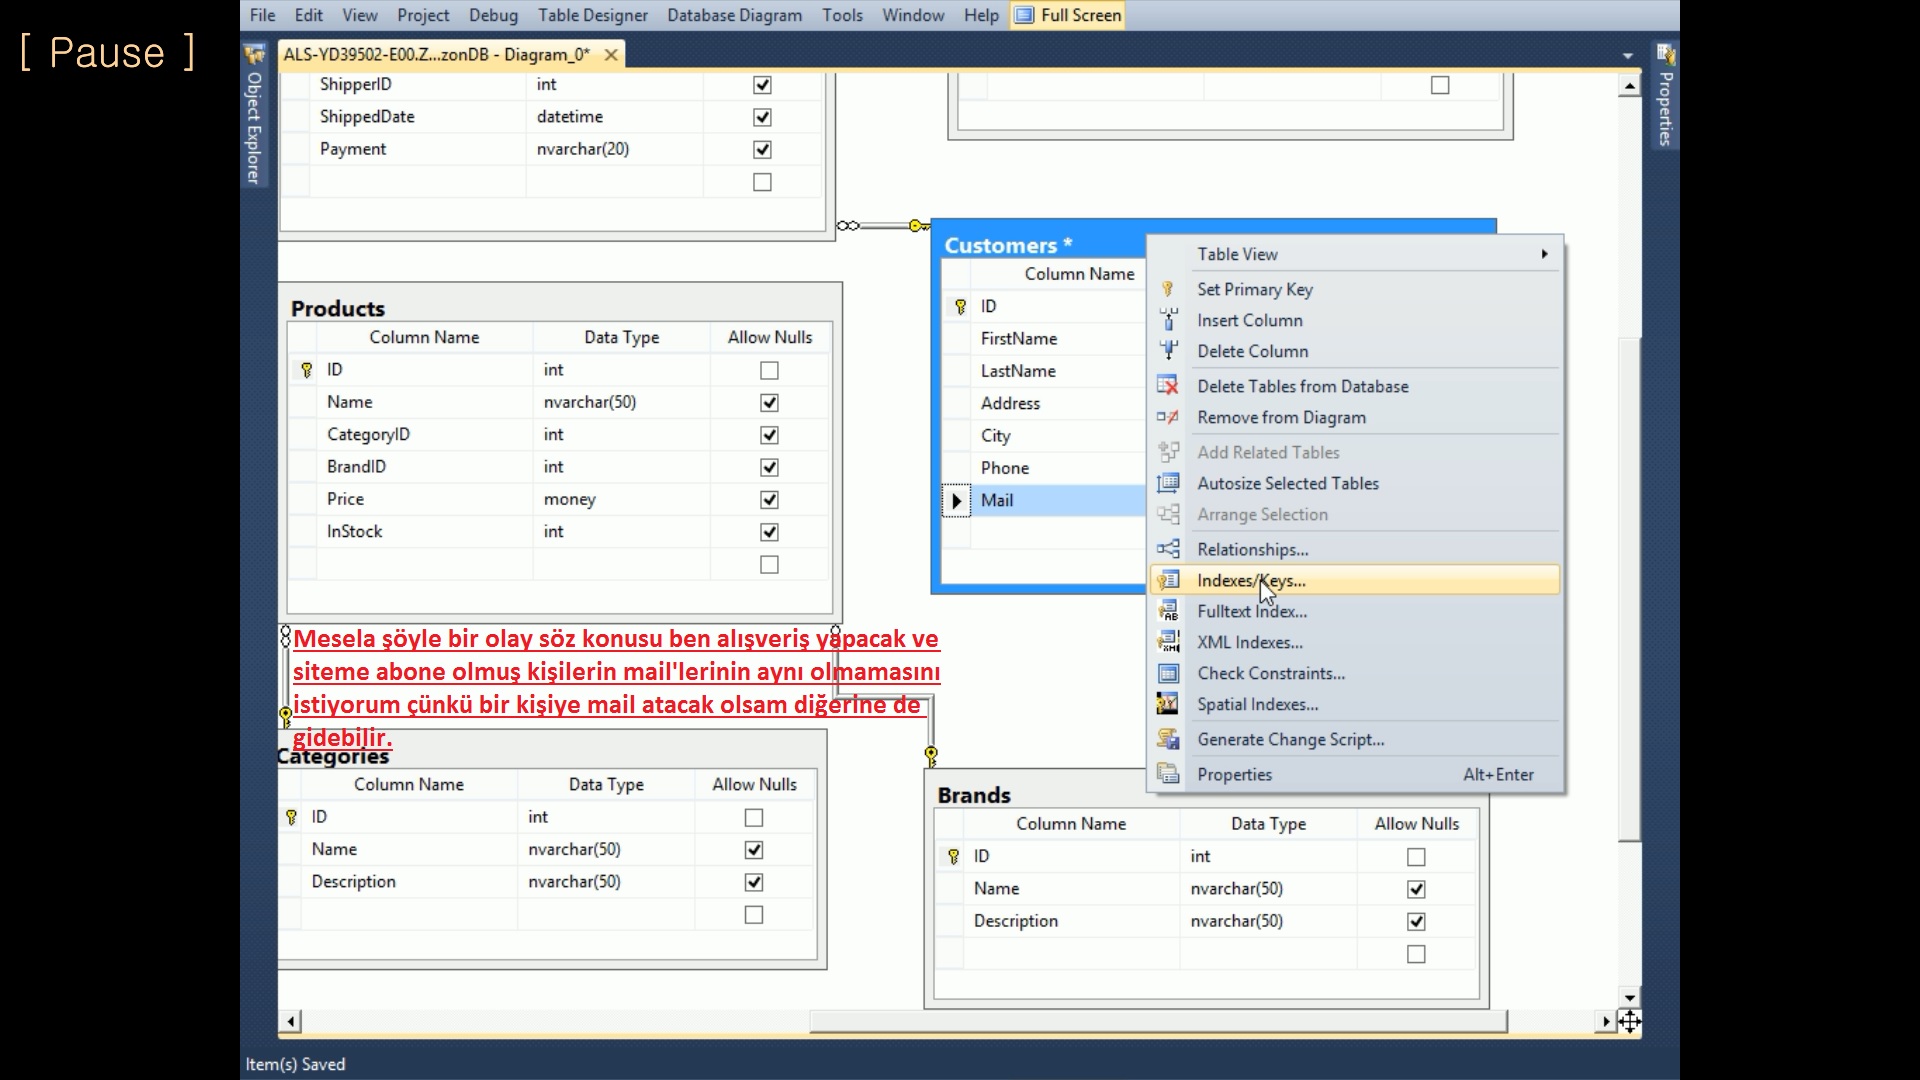 [ Pause ]
File Edit View Project Debug Table Designer Database Diagram Tools Window Help Full Screen
ALS-YD39502-E00.Z...zonDB - Diagram_0*
Object Explorer
Properties
ShipperID int
ShippedDate datetime
Payment nvarchar(20)
Customers *
Column Name
ID
FirstName
LastName
Address
City
Phone
Mail
Table View
Set Primary Key
Insert Column
Delete Column
Delete Tables from Database
Remove from Diagram
Add Related Tables
Autosize Selected Tables
Arrange Selection
Relationships...
Indexes/Keys...
Fulltext Index...
XML Indexes...
Check Constraints...
Spatial Indexes...
Generate Change Script...
Properties Alt+Enter
Products
Column Name Data Type Allow Nulls
ID int
Name nvarchar(50)
CategoryID int
BrandID int
Price money
InStock int
Mesela şöyle bir olay söz konusu ben alışveriş yapacak ve
siteme abone olmuş kişilerin mail'lerinin aynı olmamasını
istiyorum çünkü bir kişiye mail atacak olsam diğerine de
gidebilir.
Categories
Column Name Data Type Allow Nulls
ID int
Name nvarchar(50)
Description nvarchar(50)
Brands
Column Name Data Type Allow Nulls
ID int
Name nvarchar(50)
Description nvarchar(50)
Item(s) Saved